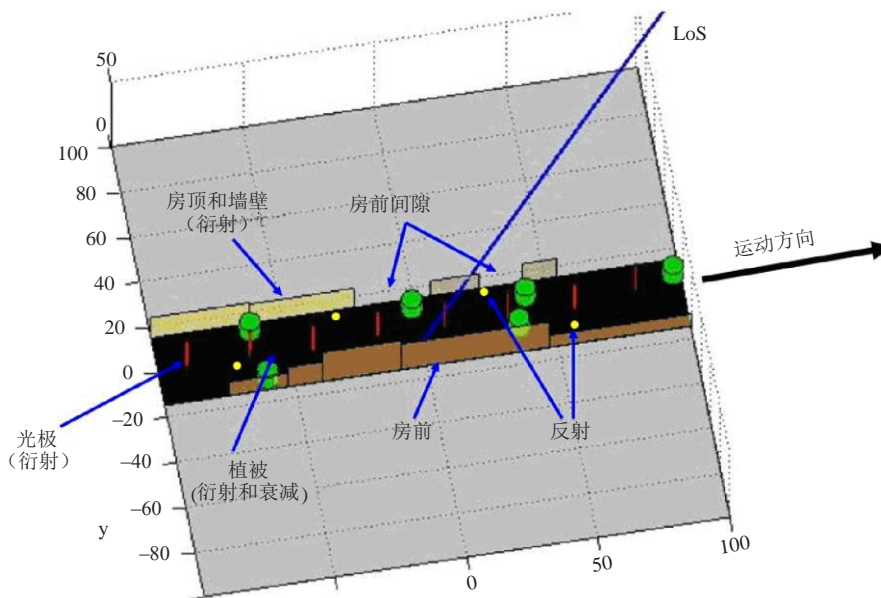 LoS
50
0
100
80
60
40
20
0
−20
−40
−60
−80
y
房顶和墙壁
（衍射）
房前间隙
运动方向
光极
（衍射）
植被
(衍射和衰减)
房前
反射
0
50
100